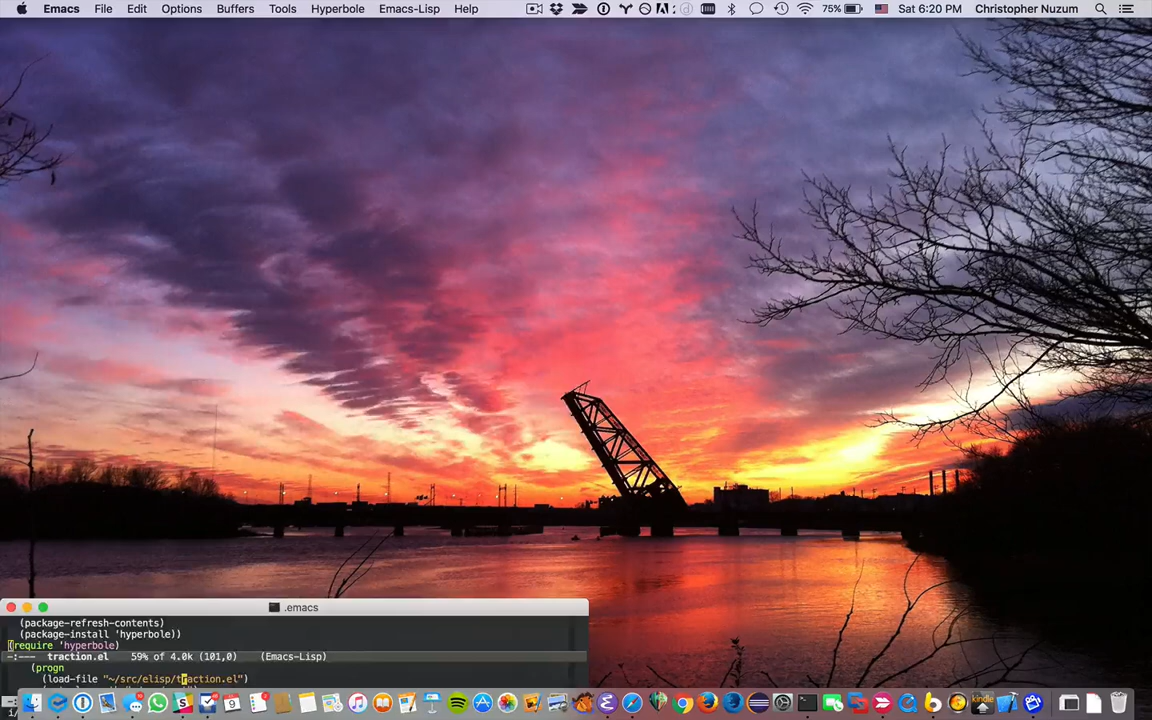 Emacs File Edit Options Buffers Tools Hyperbole Emacs-Lisp Help 75% Sat 6:20 PM Christopher Nuzum
.emacs
(package-refresh-contents)
(package-install 'hyperbole))
(require 'hyperbole)
-:--- traction.el 59% of 4.0k (101,0) (Emacs-Lisp)
(progn
(load-file "~/src/elisp/traction.el")
9
kindle